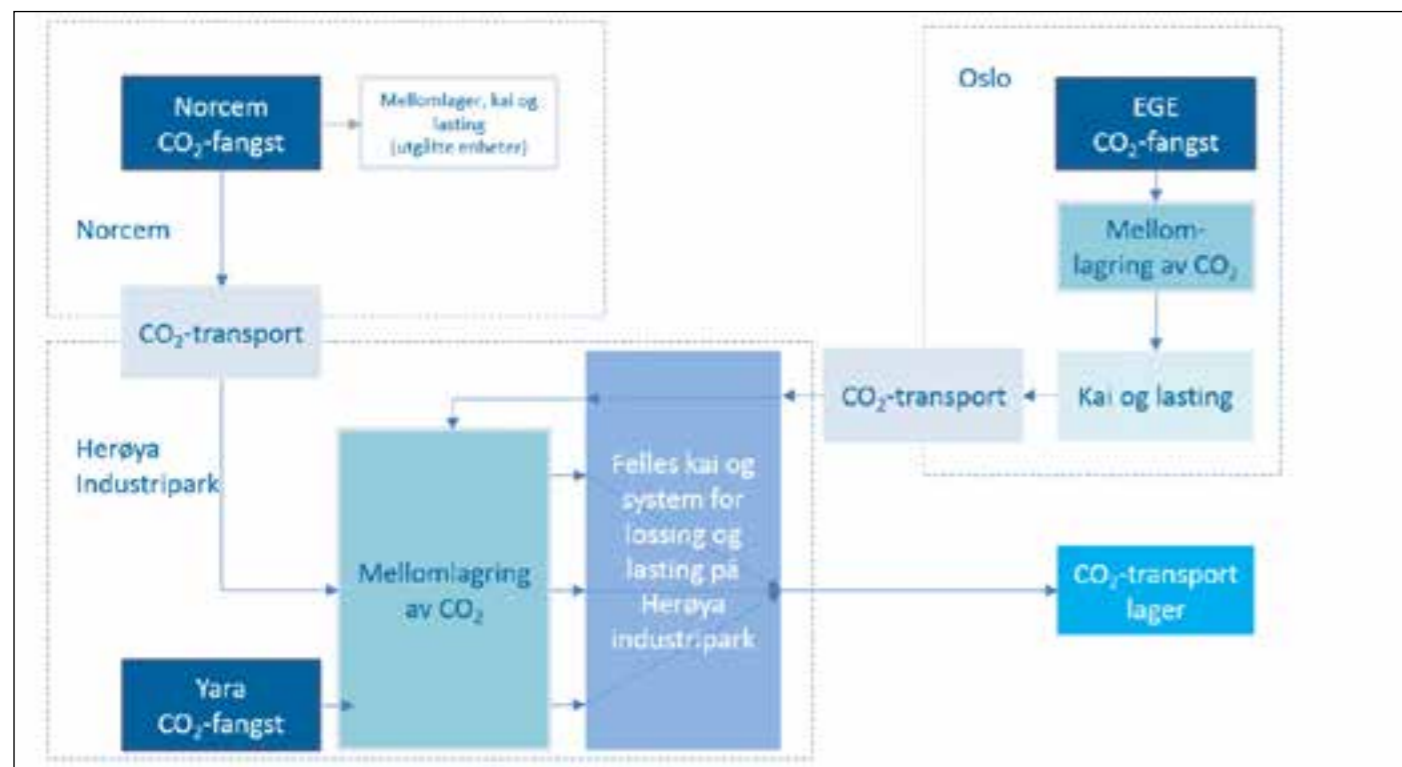 Norcem
CO₂-fangst
Mellomlager, kai og
lasting
(utgåtte enheter)
Norcem
CO₂-transport
Oslo
EGE
CO₂-fangst
Mellom-
lagring av CO₂
Kai og lasting
CO₂-transport
Herøya
Industripark
Mellomlagring
av CO₂
Felles kai og
system for
lossing og
lasting på
Herøya
industripark
CO₂-transport
lager
Yara
CO₂-fangst